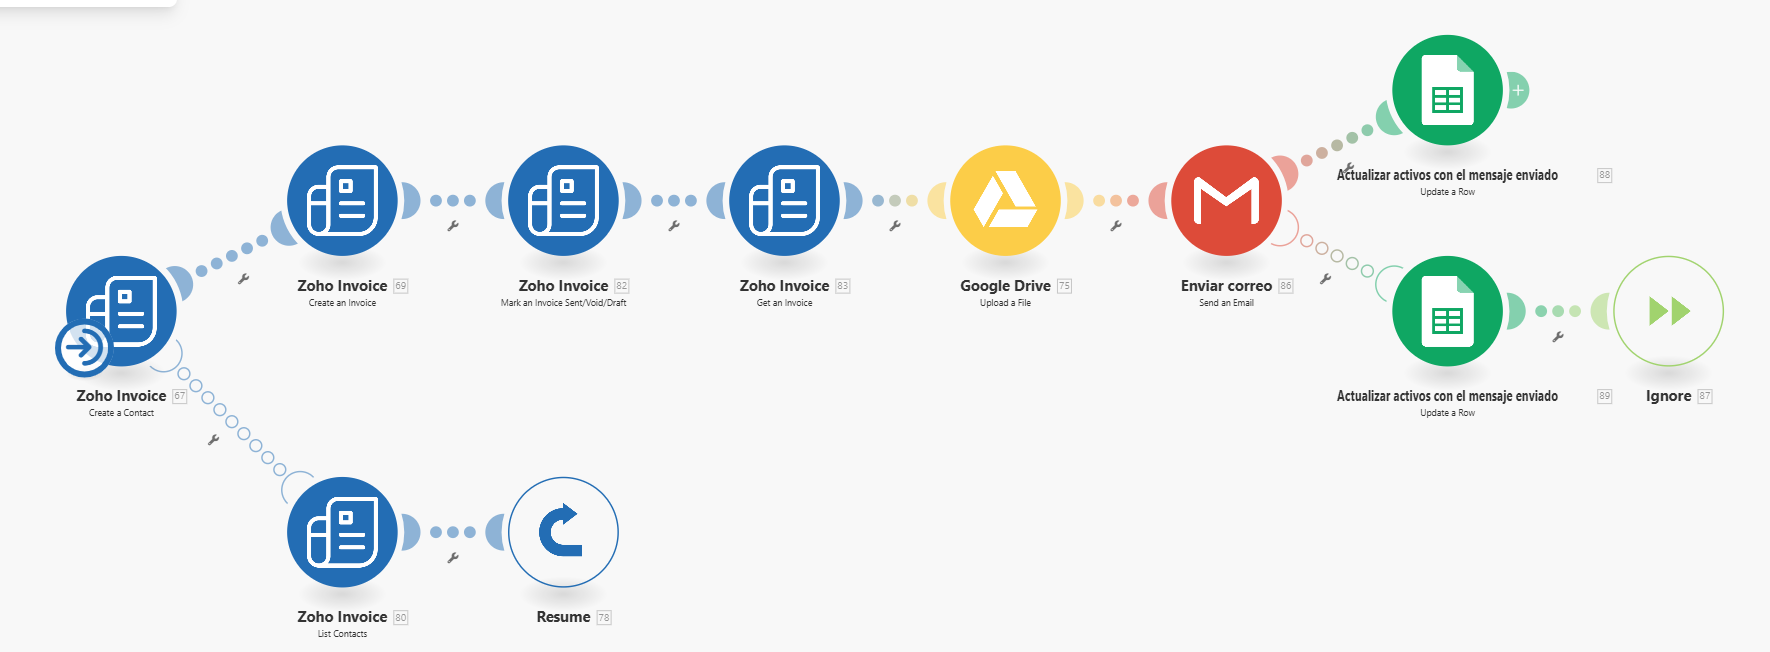 Actualizar activos con el mensaje enviado 88
Update a Row
Zoho Invoice 69
Create an Invoice
Zoho Invoice 82
Mark an Invoice Sent/Void/Draft
Zoho Invoice 83
Get an Invoice
Google Drive 75
Upload a File
Enviar correo 86
Send an Email
Zoho Invoice 67
Create a Contact
Actualizar activos con el mensaje enviado 89
Update a Row
Ignore 87
Zoho Invoice 80
List Contacts
Resume 78